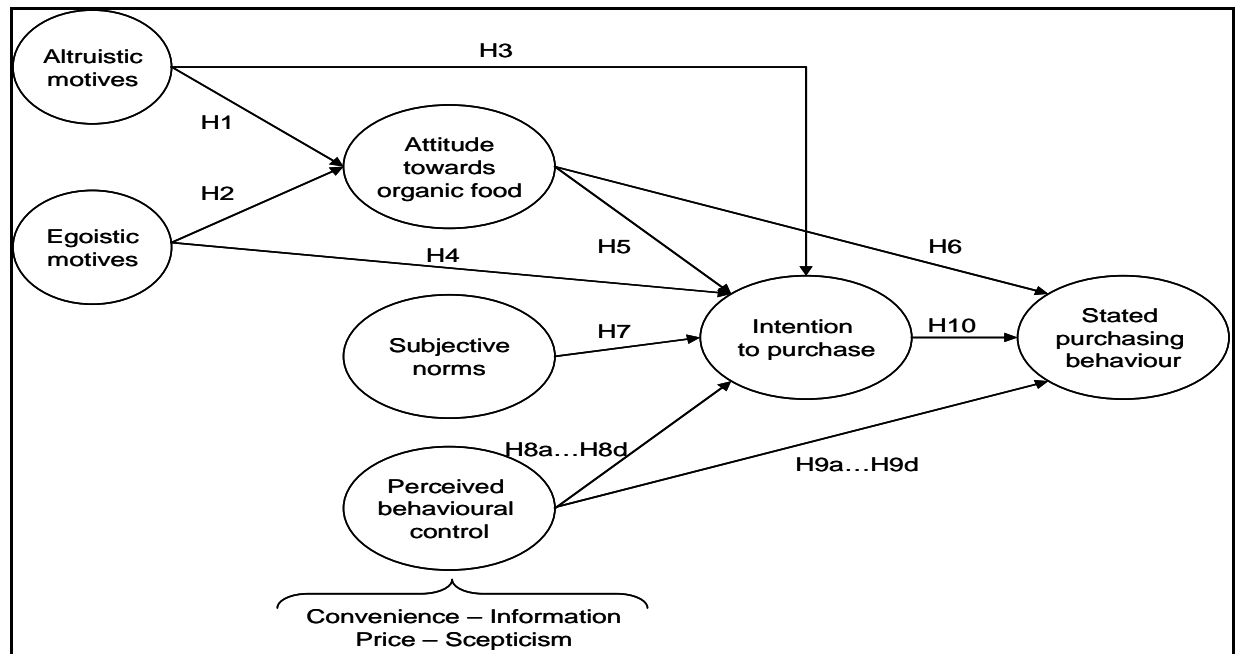 Altruistic
motives
H3
H1
Attitude
towards
organic food
H2
Egoistic
motives
H4
H5
H6
Subjective
norms
H7
Intention
to purchase
H10
Stated
purchasing
behaviour
H8a…H8d
H9a…H9d
Perceived
behavioural
control
Convenience – Information
Price – Scepticism